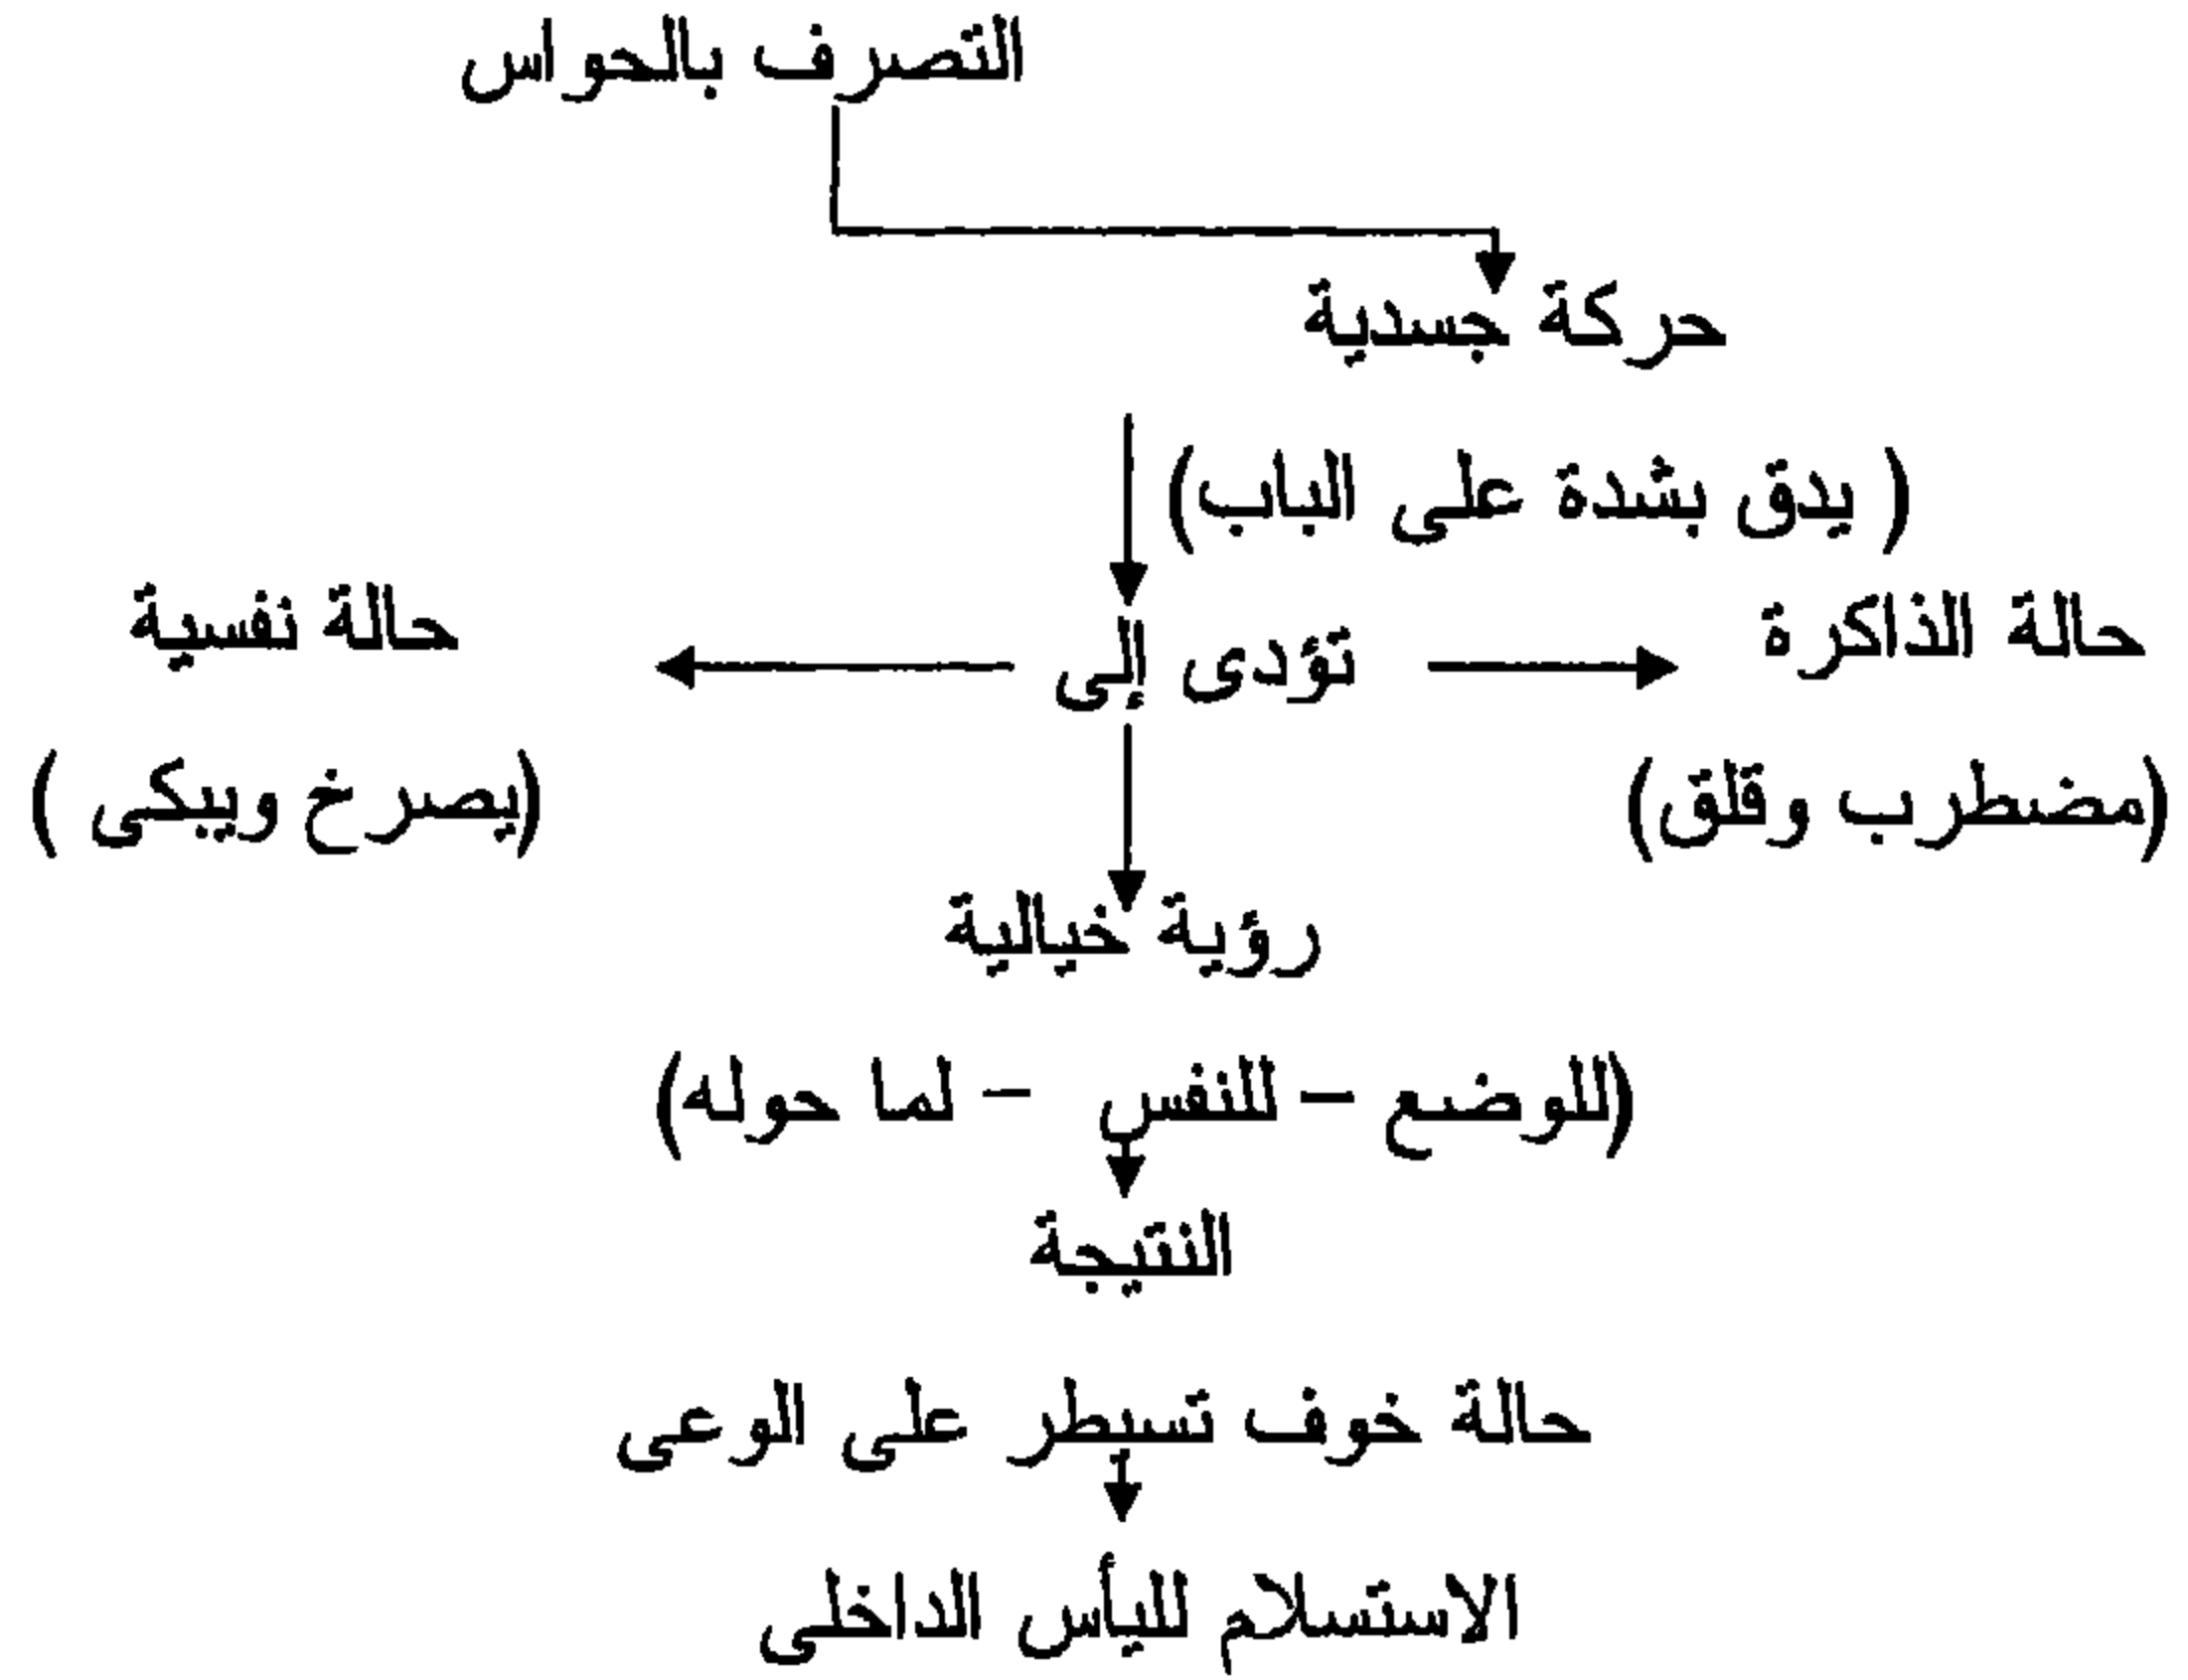 التصرف بالحواس
حركة جسدية
( يدق بشدة على الباب)
حالة الذاكرة
تؤدى إلى
حالة نفسية
(مضطرب وقلق)
(يصرخ ويبكى )
رؤية خيالية
(للوضع – للنفس – لما حوله)
النتيجة
حالة خوف تسيطر على الوعى
الاستسلام لليأس الداخلى